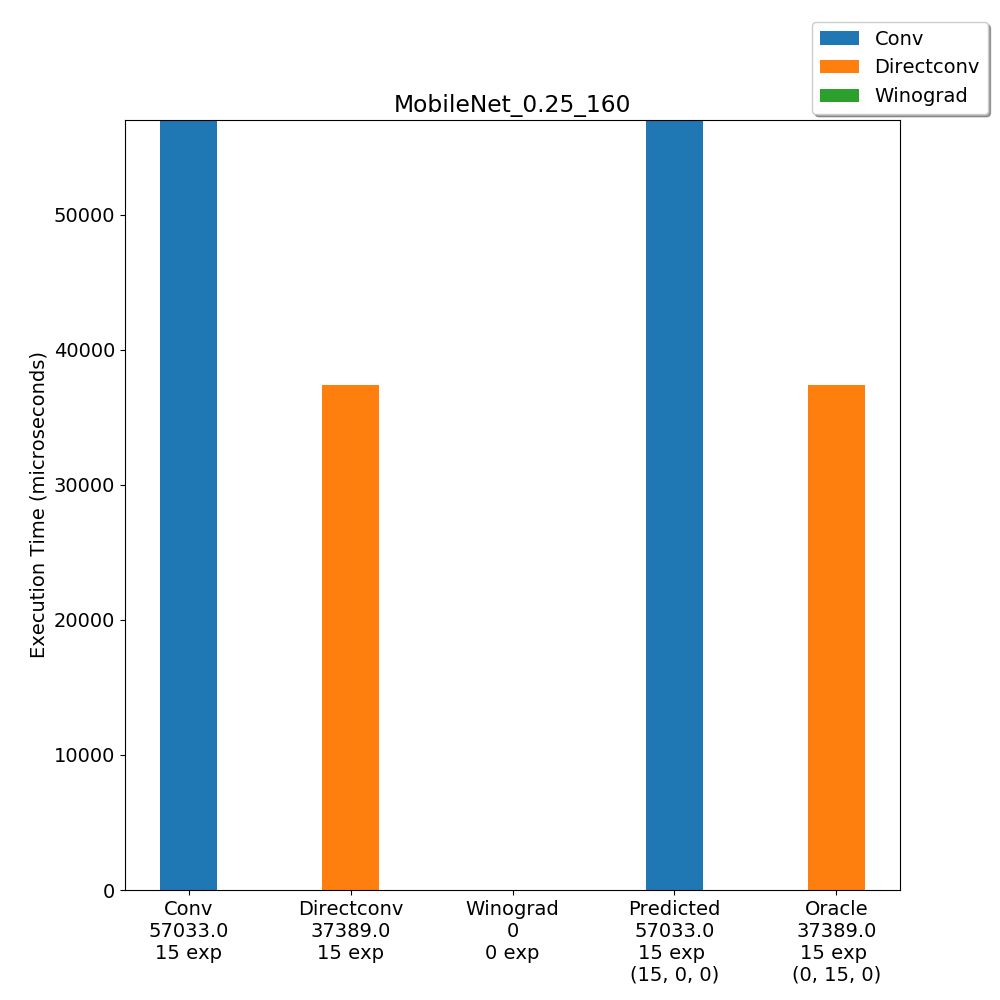 Conv
Directconv
Winograd
MobileNet_0.25_160
Execution Time (microseconds)
50000
40000
30000
20000
10000
0
Conv Directconv Winograd Predicted Oracle
57033.0 37389.0 0 57033.0 37389.0
15 exp 15 exp 0 exp 15 exp 15 exp
(15, 0, 0) (0, 15, 0)